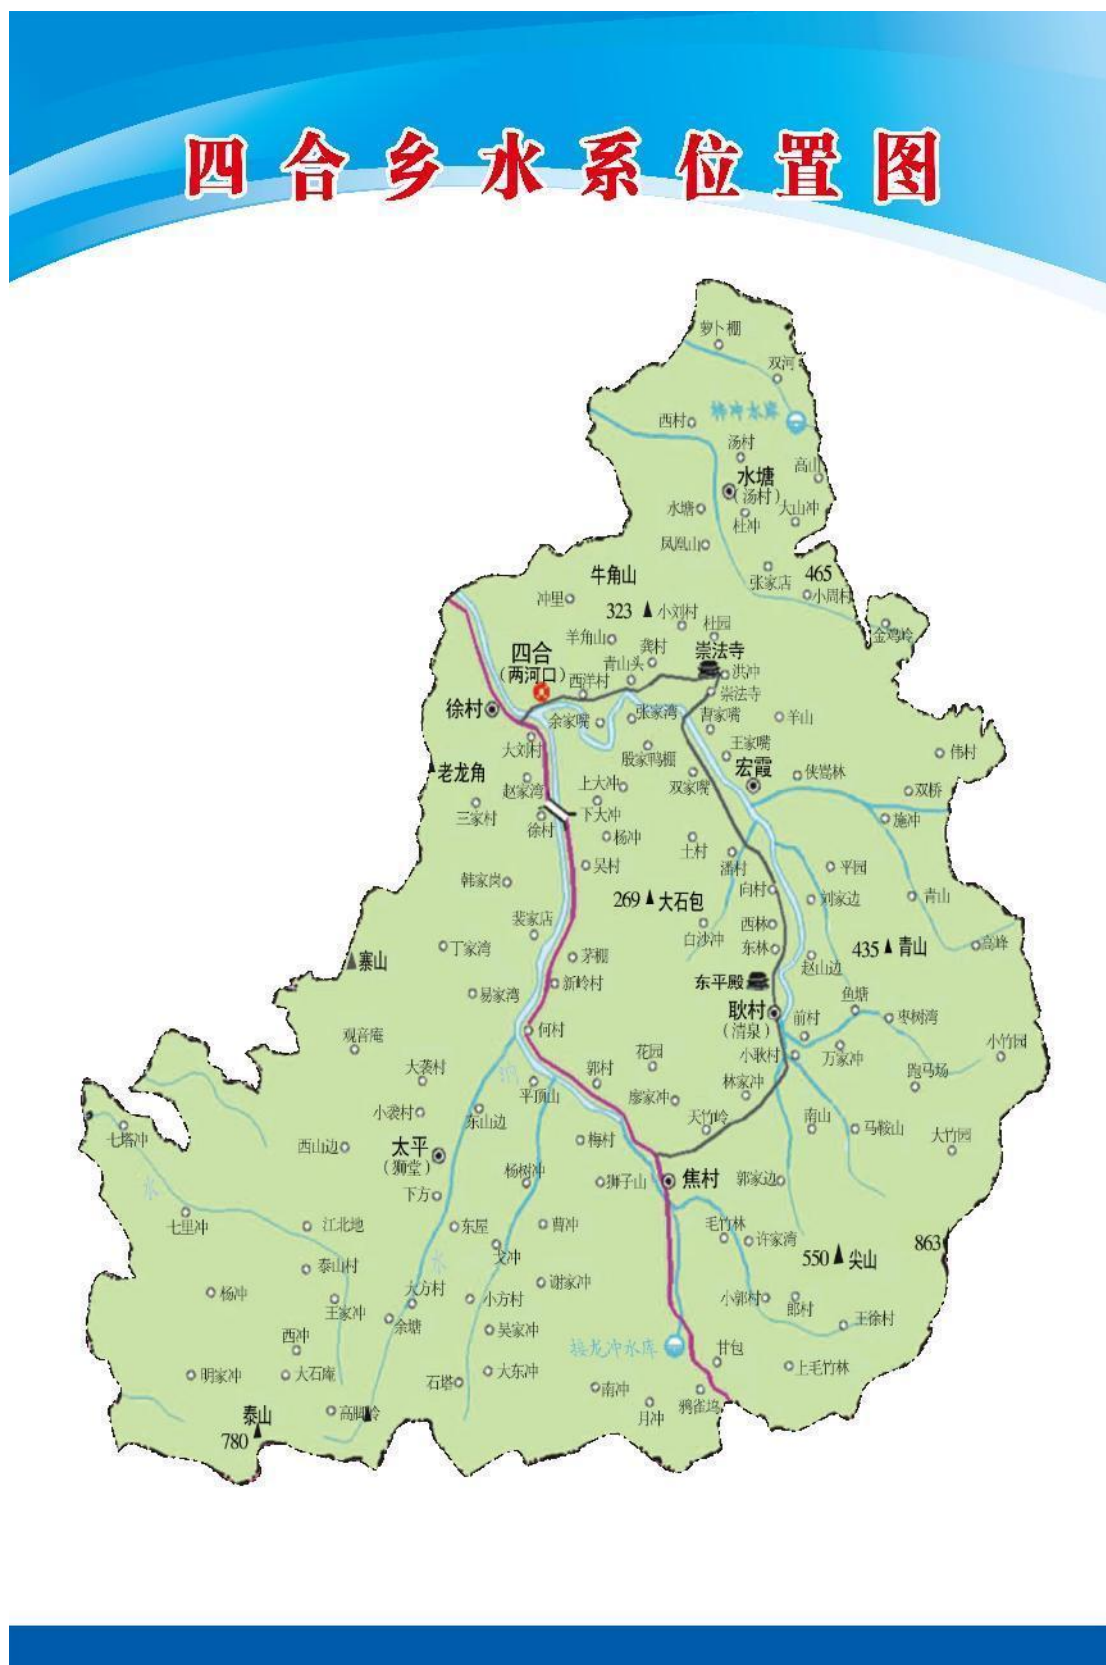 四合乡水系位置图
萝卜棚
双河
西村
汤村
高山
水塘
(汤村)
水塘
杜冲
大山冲
凤凰山
张家店
465
小周村
金鸡岭
牛角山
323
冲里
小刘村
杜园
羊角山
龚村
崇法寺
四合
(两河口)
青山头
西洋村
洪冲
崇法寺
徐村
余家嘴
张家湾
曹家嘴
羊山
大刘村
殷家鸭棚
王家嘴
宏霞
伟村
老龙角
赵家湾
上大冲
双家嘴
侠嵩林
双桥
三家村
徐村
下大冲
杨冲
土村
潘村
施冲
吴村
平园
韩家岗
269
大石包
向村
刘家边
青山
裴家店
白沙冲
西林
东林
435
青山
高峰
丁家湾
茅棚
寨山
新岭村
东平殿
赵山边
易家湾
耿村
(清泉)
鱼塘
枣树湾
前村
何村
观音庵
花园
小耿村
万家冲
小竹园
大袭村
郭村
跑马场
平顶山
林家冲
小袭村
东山边
廖家冲
天竹岭
南山
马鞍山
大竹园
七塔冲
西山边
太平
(狮堂)
梅村
杨树冲
狮子山
焦村
郭家边
水
下方
七里冲
江北地
东屋
曹冲
毛竹林
许家湾
863
550
尖山
戈冲
水
泰山村
杨冲
王家冲
大方村
小方村
谢家冲
小郭村
郎村
王徐村
余塘
吴家冲
西冲
接龙冲水库
甘包
明家冲
大石庵
石塔
大东冲
上毛竹林
南冲
泰山
780
高脚岭
月冲
鸦雀坞